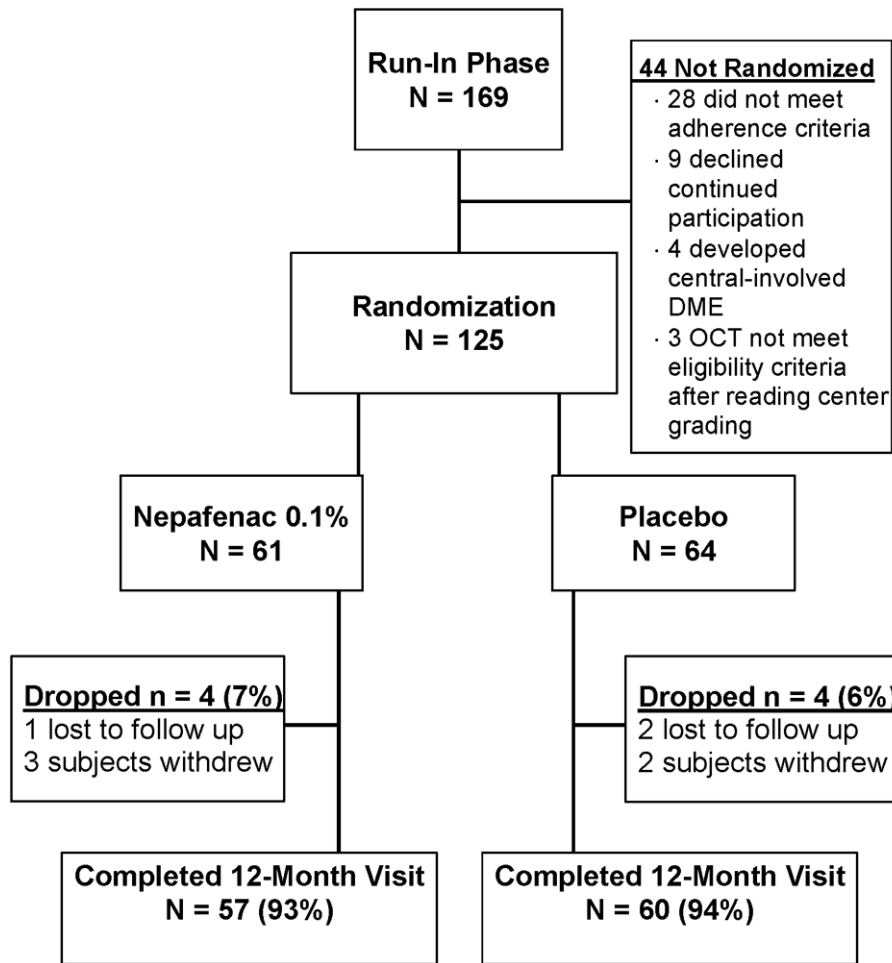 Run-In Phase
N = 169
44 Not Randomized
· 28 did not meet
adherence criteria
· 9 declined
continued
participation
· 4 developed
central-involved
DME
· 3 OCT not meet
eligibility criteria
after reading center
grading
Randomization
N = 125
Nepafenac 0.1%
N = 61
Placebo
N = 64
Dropped n = 4 (7%)
1 lost to follow up
3 subjects withdrew
Dropped n = 4 (6%)
2 lost to follow up
2 subjects withdrew
Completed 12-Month Visit
N = 57 (93%)
Completed 12-Month Visit
N = 60 (94%)